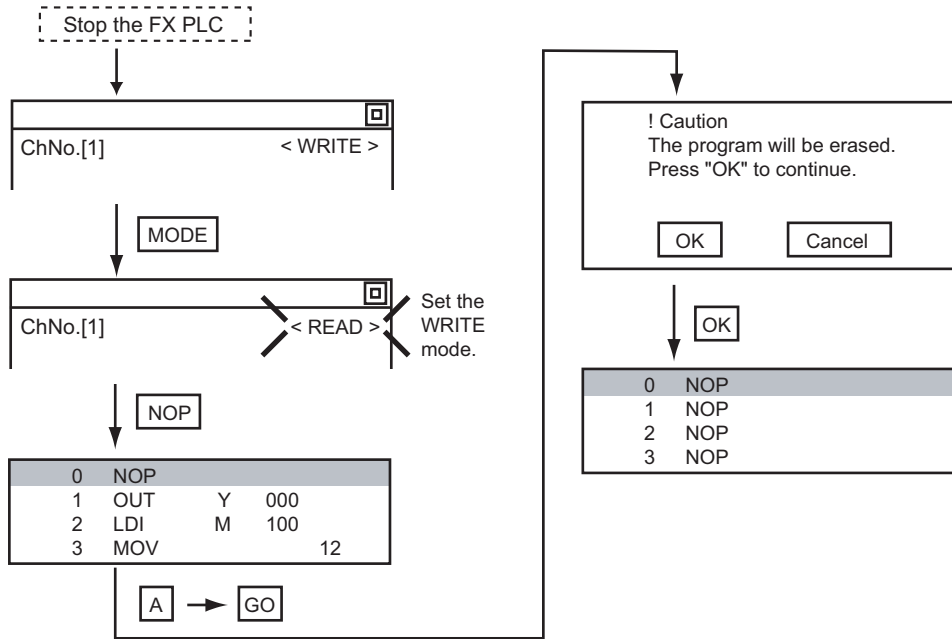 Stop the FX PLC
ChNo.[1] < WRITE >
MODE
ChNo.[1] < READ >
Set the
WRITE
mode.
NOP
0 NOP
1 OUT Y 000
2 LDI M 100
3 MOV 12
A GO
! Caution
The program will be erased.
Press "OK" to continue.
OK Cancel
OK
0 NOP
1 NOP
2 NOP
3 NOP